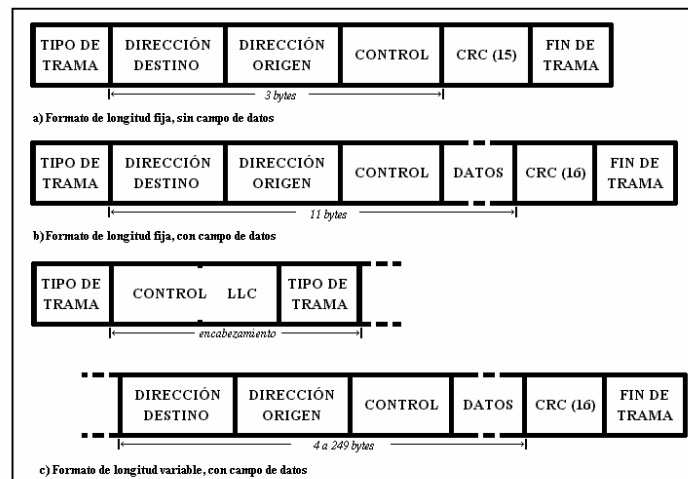 TIPO DE TRAMA DIRECCIÓN DESTINO DIRECCIÓN ORIGEN CONTROL CRC (15) FIN DE TRAMA
3 bytes
a) Formato de longitud fija, sin campo de datos
TIPO DE TRAMA DIRECCIÓN DESTINO DIRECCIÓN ORIGEN CONTROL DATOS CRC (16) FIN DE TRAMA
11 bytes
b) Formato de longitud fija, con campo de datos
TIPO DE TRAMA CONTROL LLC TIPO DE TRAMA
encabezamiento
DIRECCIÓN DESTINO DIRECCIÓN ORIGEN CONTROL DATOS CRC (16) FIN DE TRAMA
4 a 249 bytes
c) Formato de longitud variable, con campo de datos